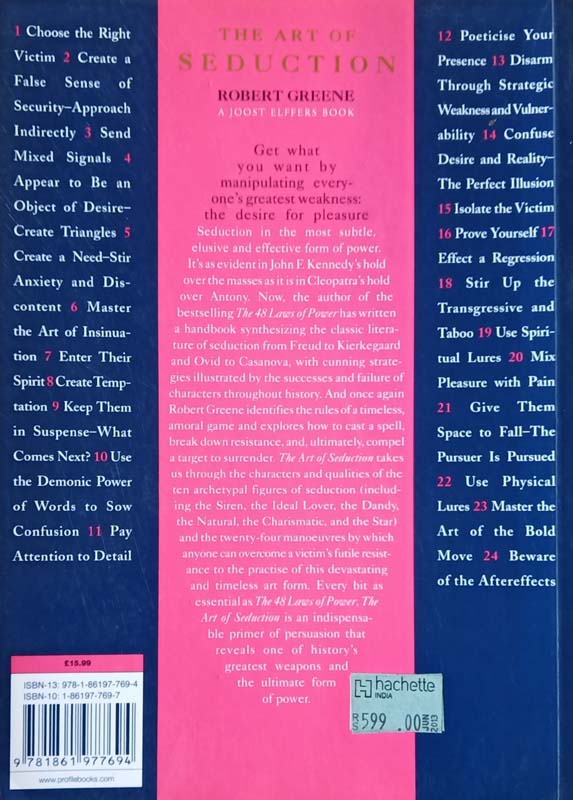 1 Choose the Right
Victim 2 Create a
False Sense of
Security–Approach
Indirectly 3 Send
Mixed Signals 4
Appear to Be an
Object of Desire–
Create Triangles 5
Create a Need–Stir
Anxiety and Dis-
content 6 Master
the Art of Insinua-
tion 7 Enter Their
Spirit 8 Create Temp-
tation 9 Keep Them
in Suspense–What
Comes Next? 10 Use
the Demonic Power
of Words to Sow
Confusion 11 Pay
Attention to Detail
THE ART OF
SEDUCTION
ROBERT GREENE
A JOOST ELFFERS BOOK
Get what
you want by
manipulating every-
one's greatest weakness:
the desire for pleasure
Seduction in the most subtle,
elusive and effective form of power.
It's as evident in John F. Kennedy's hold
over the masses as it is in Cleopatra's hold
over Antony. Now, the author of the
bestselling The 48 Laws of Power has written
a handbook synthesizing the classic litera-
ture of seduction from Freud to Kierkegaard
and Ovid to Casanova, with cunning strate-
gies illustrated by the successes and failure of
characters throughout history. And once again
Robert Greene identifies the rules of a timeless,
amoral game and explores how to cast a spell,
break down resistance, and, ultimately, compel
a target to surrender. The Art of Seduction takes
us through the characters and qualities of the
ten archetypal figures of seduction (includ-
ing the Siren, the Ideal Lover, the Dandy,
the Natural, the Charismatic, and the Star)
and the twenty-four manoeuvres by which
anyone can overcome a victim's futile resist-
ance to the practise of this devastating
and timeless art form. Every bit as
essential as The 48 Laws of Power, The
Art of Seduction is an indispensa-
ble primer of persuasion that
reveals one of history's
greatest weapons and
the ultimate form
of power.
12 Poeticise Your
Presence 13 Disarm
Through Strategic
Weakness and Vulner-
ability 14 Confuse
Desire and Reality–
The Perfect Illusion
15 Isolate the Victim
16 Prove Yourself 17
Effect a Regression
18 Stir Up the
Transgressive and
Taboo 19 Use Spiri-
tual Lures 20 Mix
Pleasure with Pain
21 Give Them
Space to Fall–The
Pursuer Is Pursued
22 Use Physical
Lures 23 Master the
Art of the Bold
Move 24 Beware
of the Aftereffects
£15.99
ISBN-13: 978-1-86197-769-4
ISBN-10: 1-86197-769-7
9 781861 977694
www.profilebooks.com
hachette
INDIA
RS 599 .00 JUN 2013